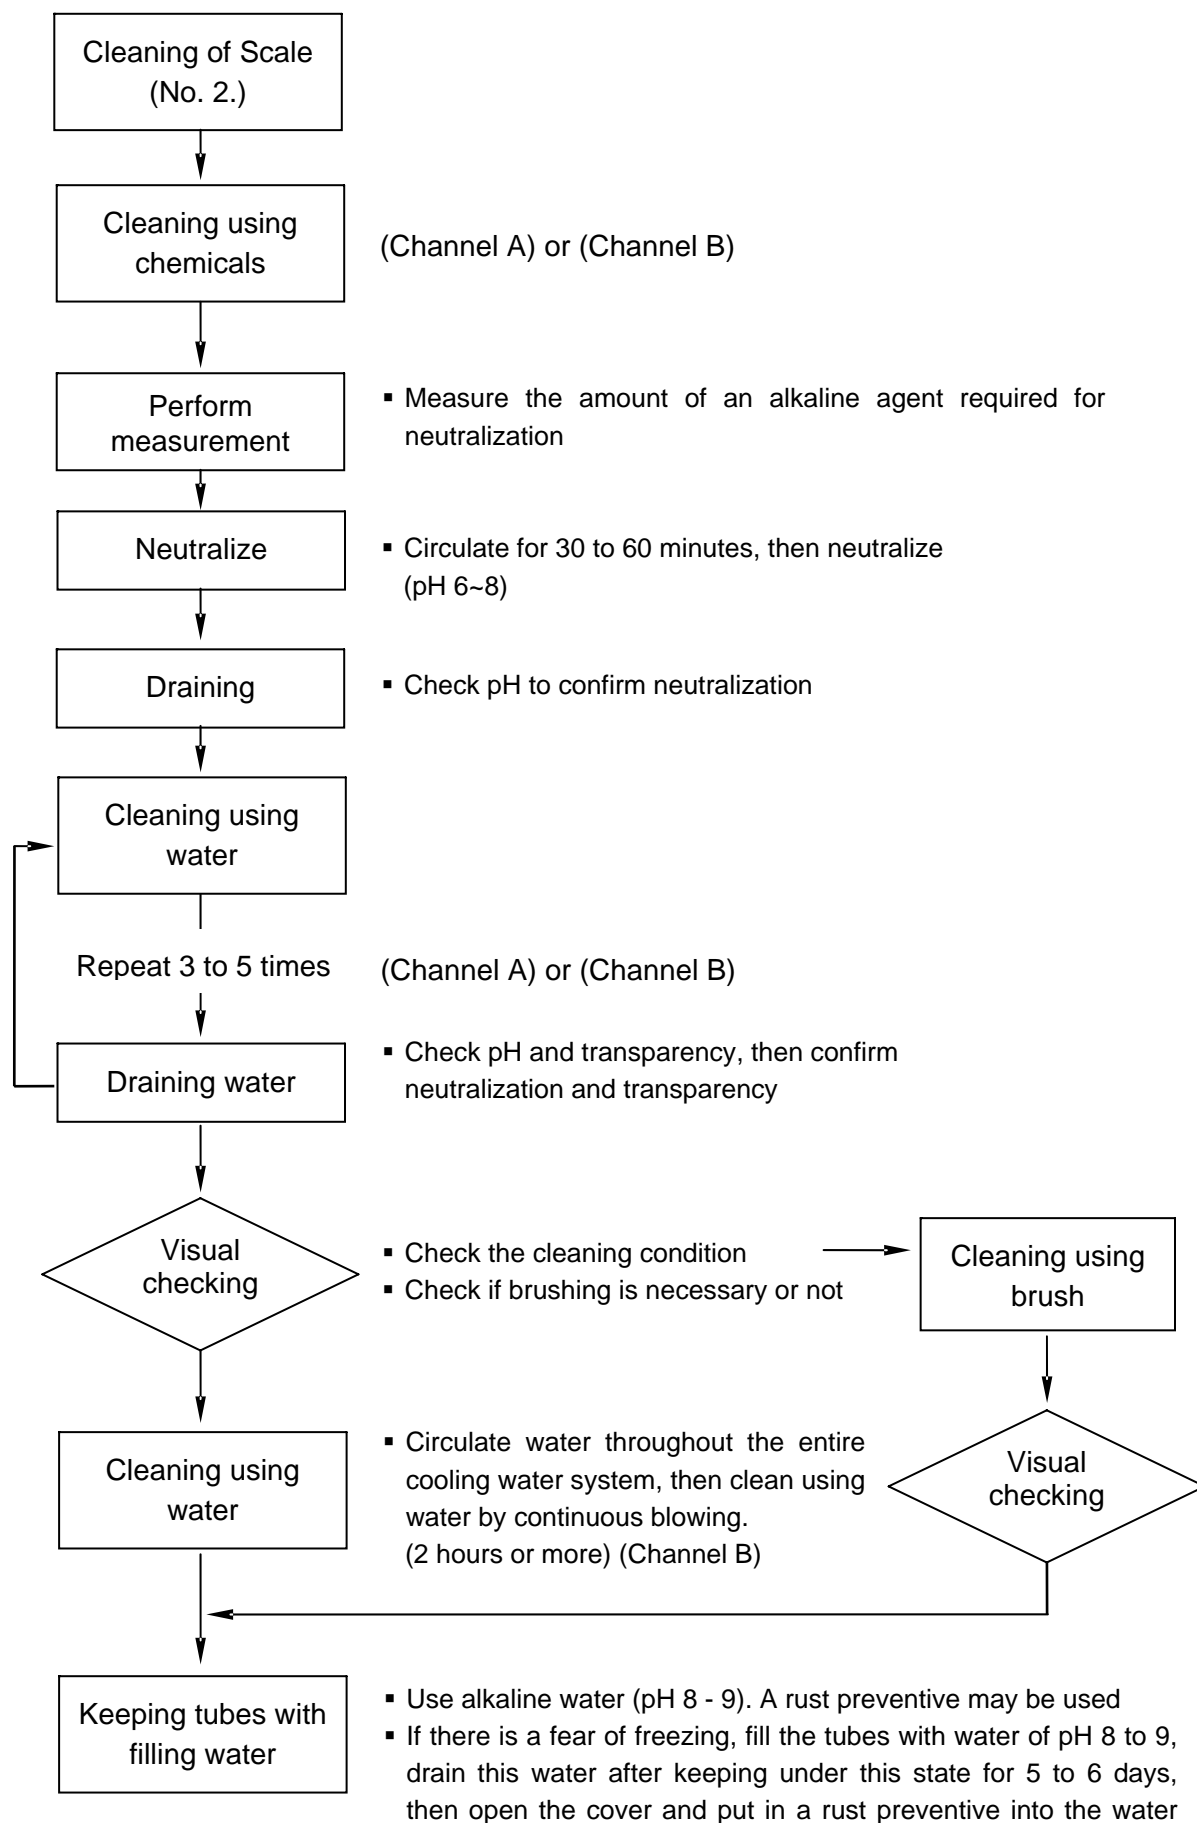 Cleaning of Scale
(No. 2.)
Cleaning using
chemicals
(Channel A) or (Channel B)
Perform
measurement
▪ Measure the amount of an alkaline agent required for
neutralization
Neutralize
▪ Circulate for 30 to 60 minutes, then neutralize
(pH 6~8)
Draining
▪ Check pH to confirm neutralization
Cleaning using
water
Repeat 3 to 5 times
(Channel A) or (Channel B)
Draining water
▪ Check pH and transparency, then confirm
neutralization and transparency
Visual
checking
▪ Check the cleaning condition
▪ Check if brushing is necessary or not
Cleaning using
brush
Cleaning using
water
▪ Circulate water throughout the entire
cooling water system, then clean using
water by continuous blowing.
(2 hours or more) (Channel B)
Visual
checking
Keeping tubes with
filling water
▪ Use alkaline water (pH 8 - 9). A rust preventive may be used
▪ If there is a fear of freezing, fill the tubes with water of pH 8 to 9,
drain this water after keeping under this state for 5 to 6 days,
then open the cover and put in a rust preventive into the water